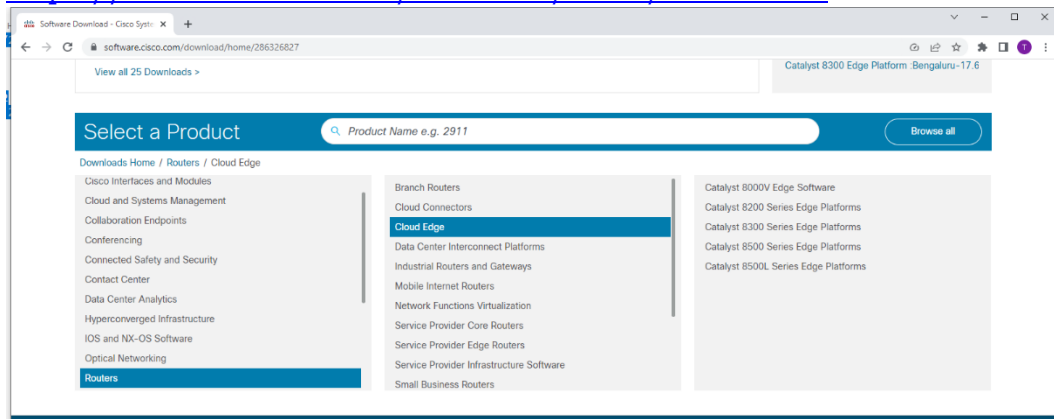 Software Download - Cisco Syste
software.cisco.com/download/home/286326827
View all 25 Downloads >
Catalyst 8300 Edge Platform :Bengaluru-17.6
Select a Product
Product Name e.g. 2911
Browse all
Downloads Home / Routers / Cloud Edge
Cisco Interfaces and Modules
Cloud and Systems Management
Collaboration Endpoints
Conferencing
Connected Safety and Security
Contact Center
Data Center Analytics
Hyperconverged Infrastructure
IOS and NX-OS Software
Optical Networking
Routers
Branch Routers
Cloud Connectors
Cloud Edge
Data Center Interconnect Platforms
Industrial Routers and Gateways
Mobile Internet Routers
Network Functions Virtualization
Service Provider Core Routers
Service Provider Edge Routers
Service Provider Infrastructure Software
Small Business Routers
Catalyst 8000V Edge Software
Catalyst 8200 Series Edge Platforms
Catalyst 8300 Series Edge Platforms
Catalyst 8500 Series Edge Platforms
Catalyst 8500L Series Edge Platforms